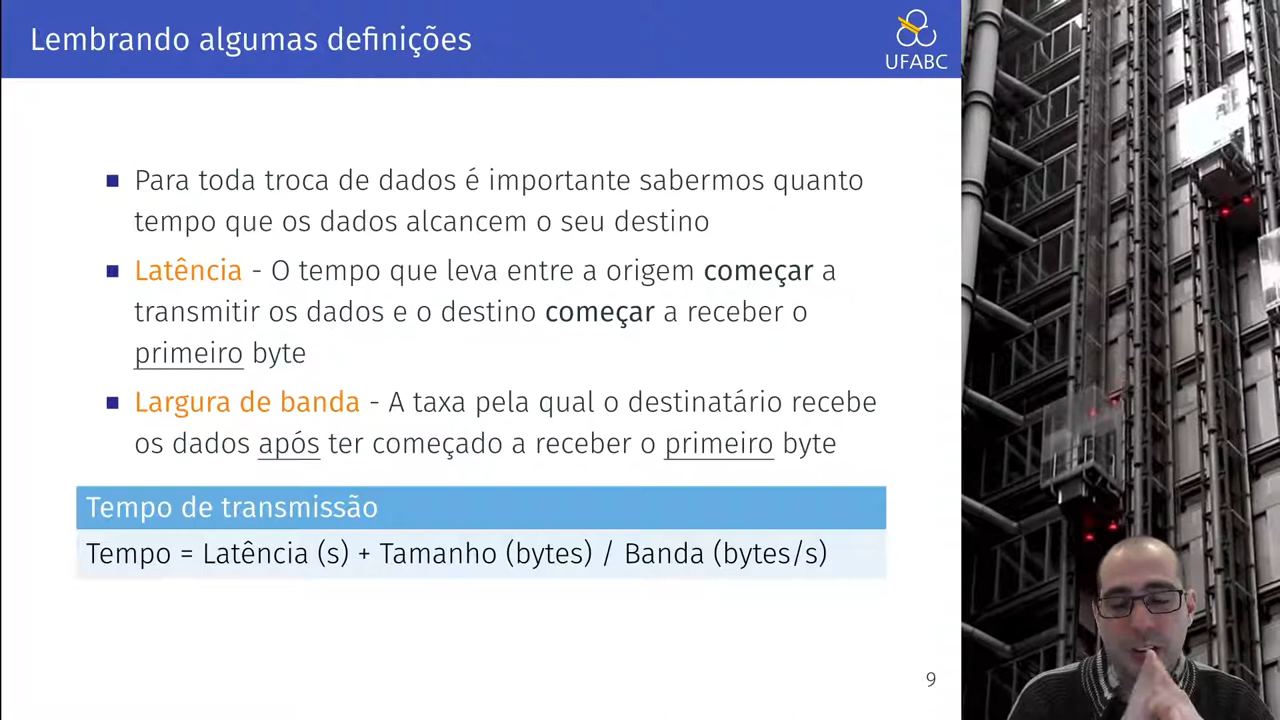 Lembrando algumas definições
UFABC
Para toda troca de dados é importante sabermos quanto
tempo que os dados alcancem o seu destino
Latência - O tempo que leva entre a origem começar a
transmitir os dados e o destino começar a receber o
primeiro byte
Largura de banda - A taxa pela qual o destinatário recebe
os dados após ter começado a receber o primeiro byte
Tempo de transmissão
Tempo = Latência (s) + Tamanho (bytes) / Banda (bytes/s)
9